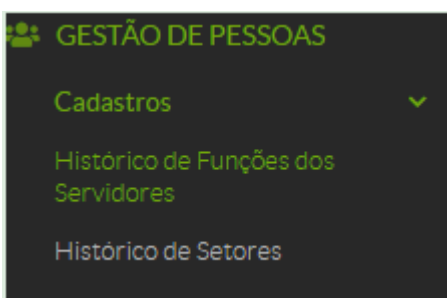 GESTÃO DE PESSOAS
Cadastros
Histórico de Funções dos
Servidores
Histórico de Setores